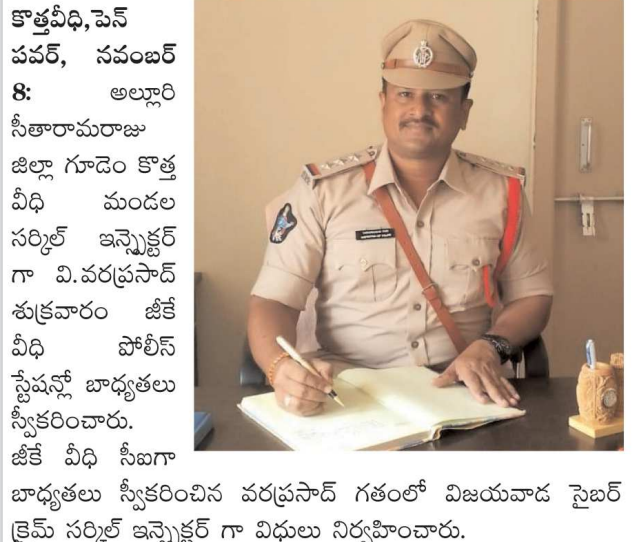 కొత్తవీధి,పెన్
పవర్, నవంబర్
8: అల్లూరి
సీతారామరాజు
జిల్లా గూడెం కొత్త
వీధి మండల
సర్కిల్ ఇన్స్పెక్టర్
గా వి.వరప్రసాద్
శుక్రవారం జీకే
వీధి పోలీస్
స్టేషన్లో బాధ్యతలు
స్వీకరించారు.
జీకే వీధి సీఐగా
బాధ్యతలు స్వీకరించిన వరప్రసాద్ గతంలో విజయవాడ సైబర్
క్రైమ్ సర్కిల్ ఇన్స్పెక్టర్ గా విధులు నిర్వహించారు.